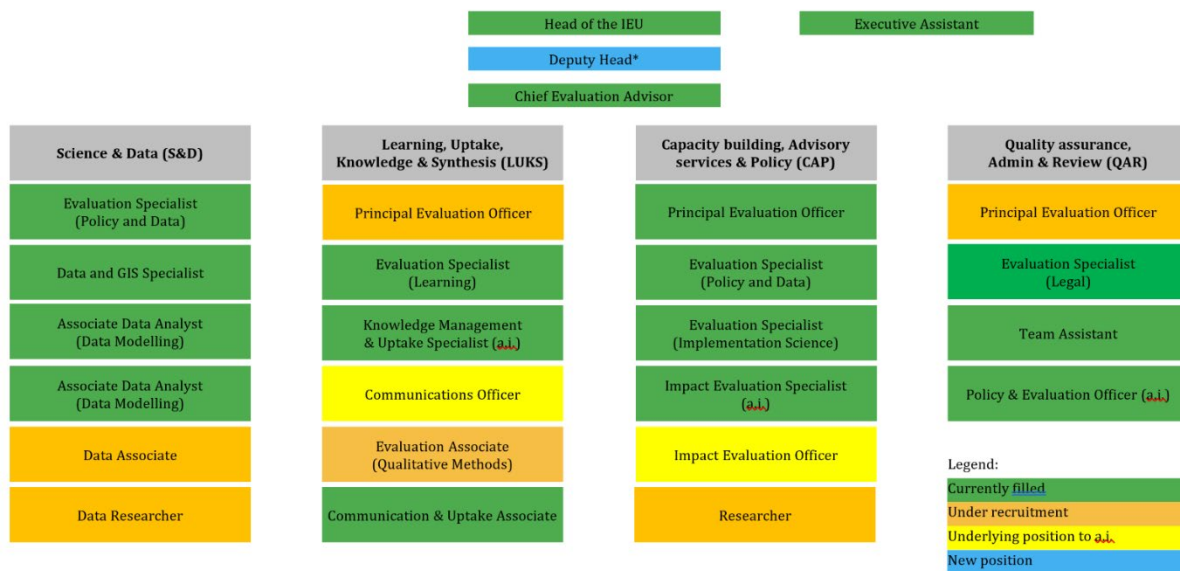 Head of the IEU
Executive Assistant
Deputy Head*
Chief Evaluation Advisor
Science & Data (S&D)
Evaluation Specialist
(Policy and Data)
Data and GIS Specialist
Associate Data Analyst
(Data Modelling)
Associate Data Analyst
(Data Modelling)
Data Associate
Data Researcher
Learning, Uptake,
Knowledge & Synthesis (LUKS)
Principal Evaluation Officer
Evaluation Specialist
(Learning)
Knowledge Management
& Uptake Specialist (a.i.)
Communications Officer
Evaluation Associate
(Qualitative Methods)
Communication & Uptake Associate
Capacity building, Advisory
services & Policy (CAP)
Principal Evaluation Officer
Evaluation Specialist
(Policy and Data)
Evaluation Specialist
(Implementation Science)
Impact Evaluation Specialist
(a.i.)
Impact Evaluation Officer
Researcher
Quality assurance,
Admin & Review (QAR)
Principal Evaluation Officer
Evaluation Specialist
(Legal)
Team Assistant
Policy & Evaluation Officer (a.i.)
Legend:
Currently filled
Under recruitment
Underlying position to a.i.
New position